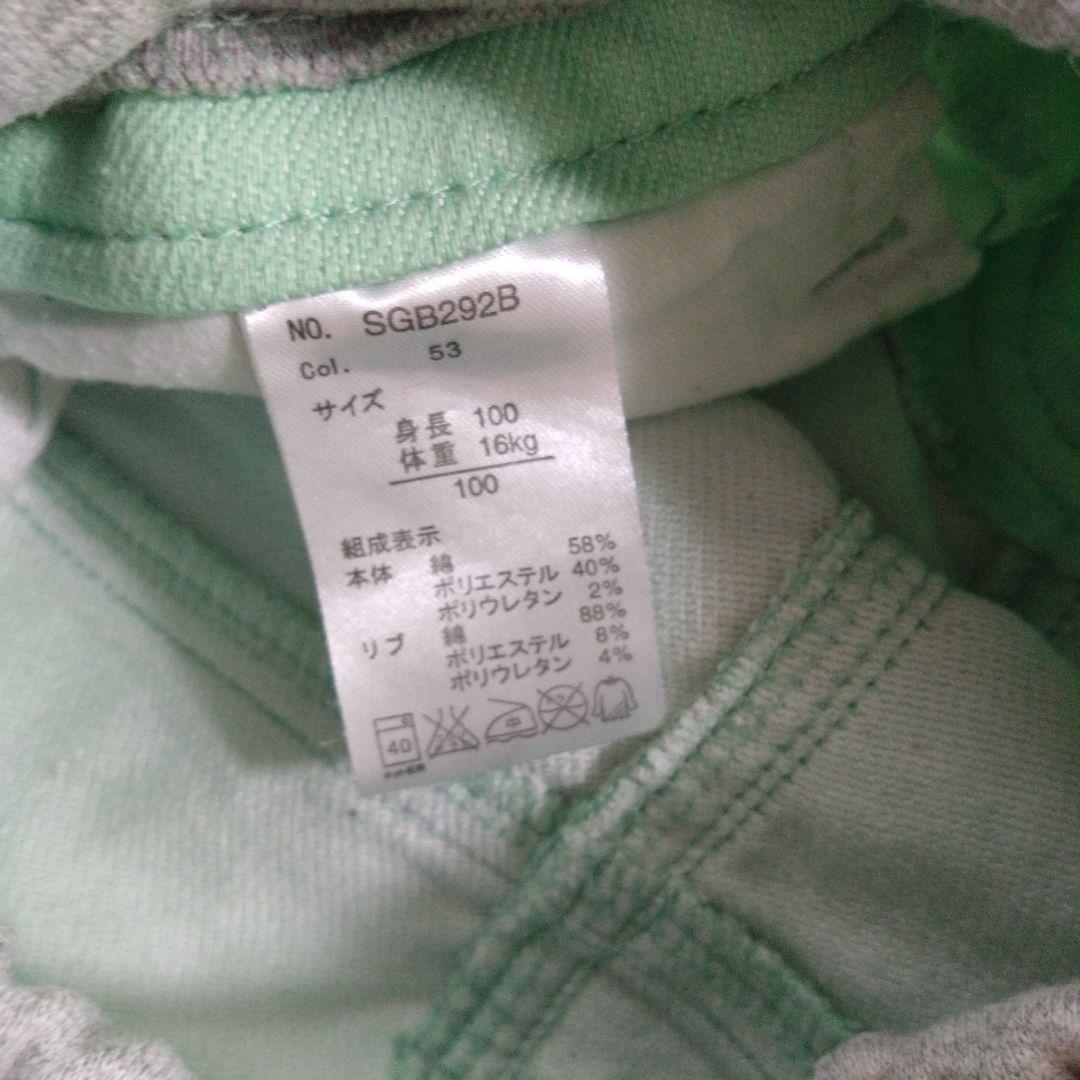 NO. SGB292B
Col. 53
サイズ
身長 100
体重 16kg
100
組成表示
本体 綿 58%
ポリエステル 40%
ポリウレタン 2%
リブ 綿 88%
ポリエステル 8%
ポリウレタン 4%
40 中